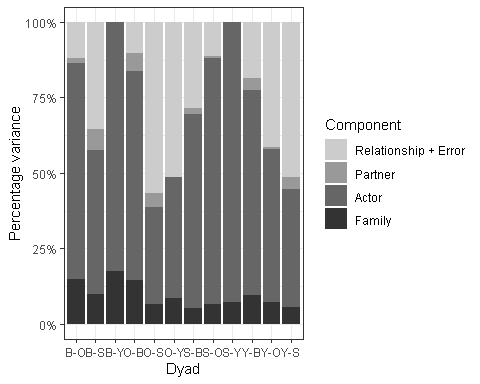 100%
Percentage variance
75%
50%
25%
0%
B-OB-SB-YO-BO-SO-YS-BS-OS-YY-BY-OY-S
Dyad
Component
Relationship + Error
Partner
Actor
Family